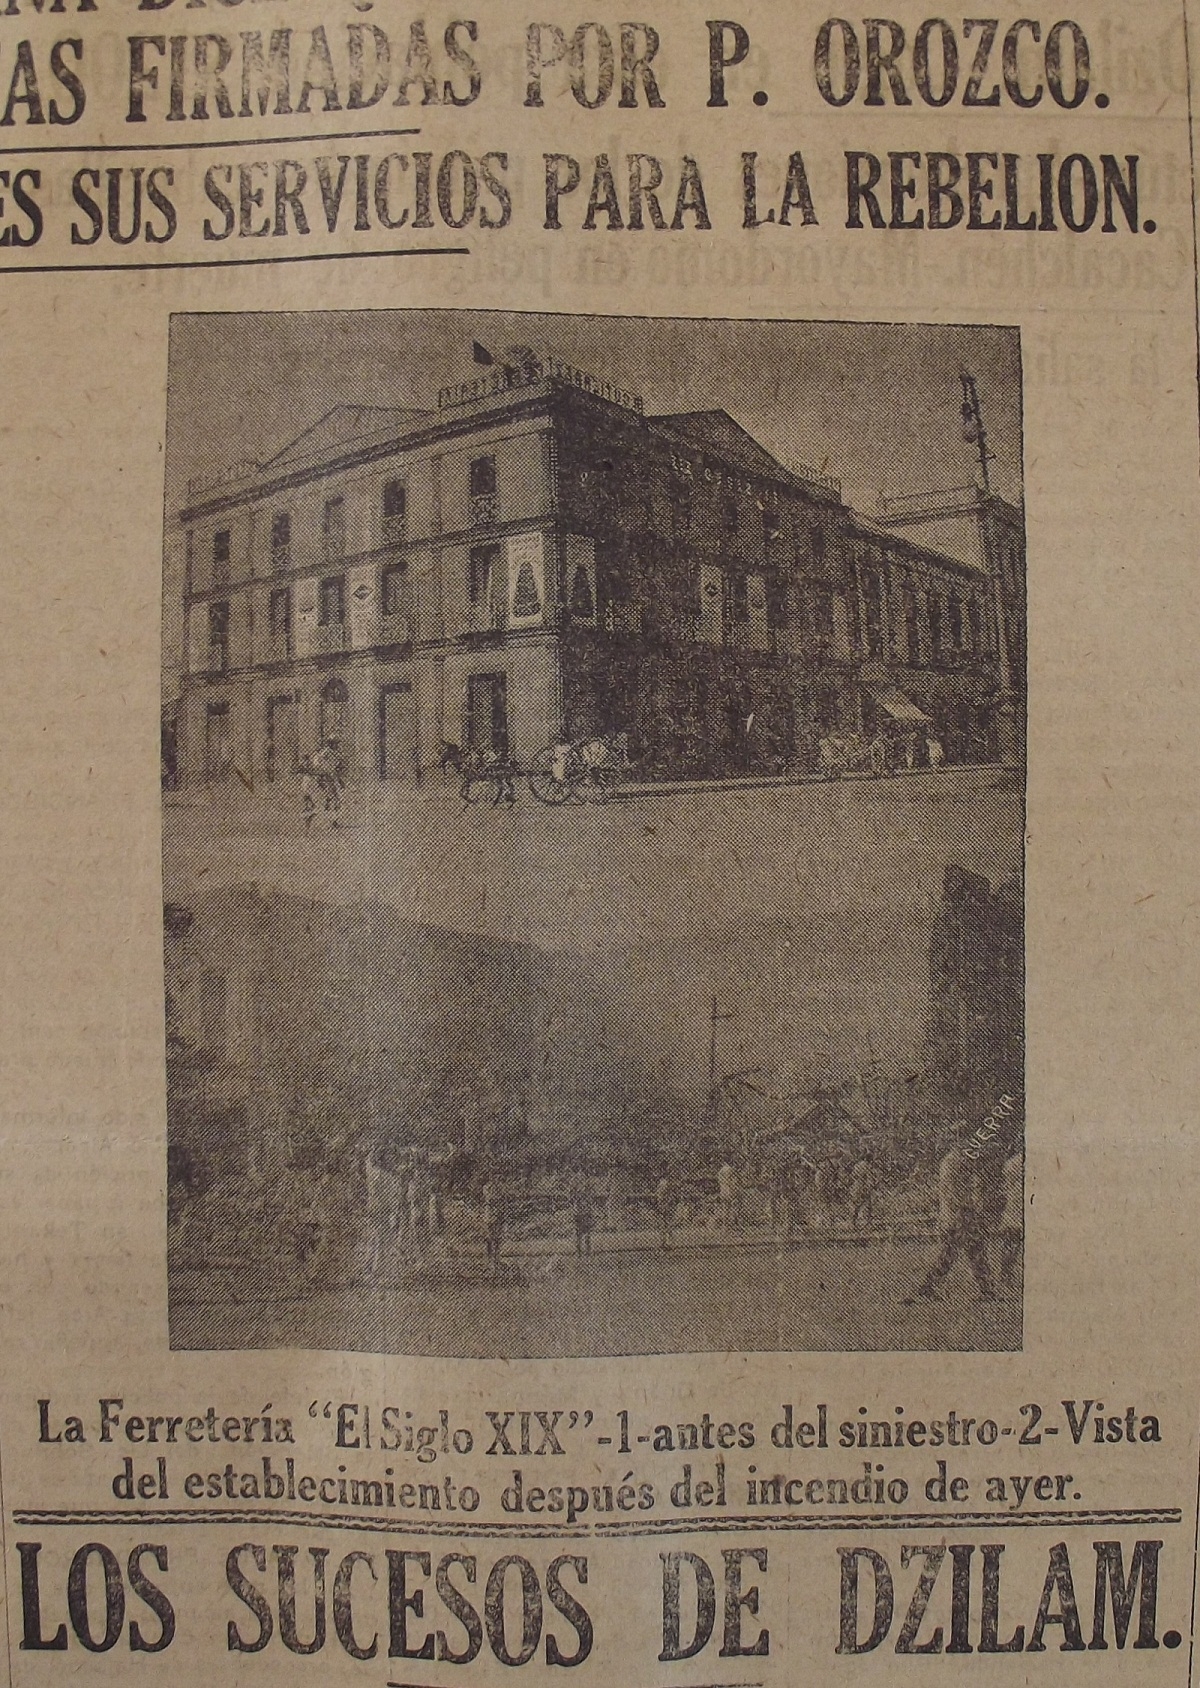 AS FIRMADAS POR P. OROZCO.
ES SUS SERVICIOS PARA LA REBELION.
GUERRA
La Ferretería "El Siglo XIX" -1-antes del siniestro-2-Vista
del establecimiento después del incendio de ayer.
LOS SUCESOS DE DZILAM.